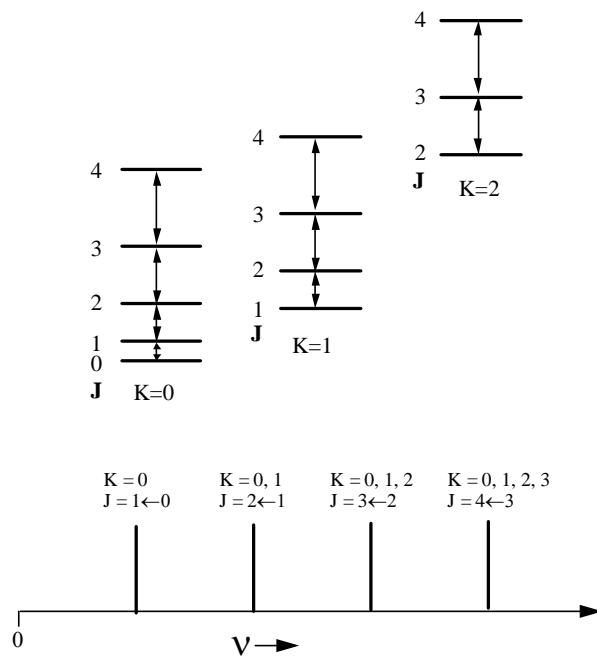 4
3
2
1
0
J
K=0
4
3
2
1
J
K=1
4
3
2
J
K=2
K = 0
J = 1←0
K = 0, 1
J = 2←1
K = 0, 1, 2
J = 3←2
K = 0, 1, 2, 3
J = 4←3
0
ν